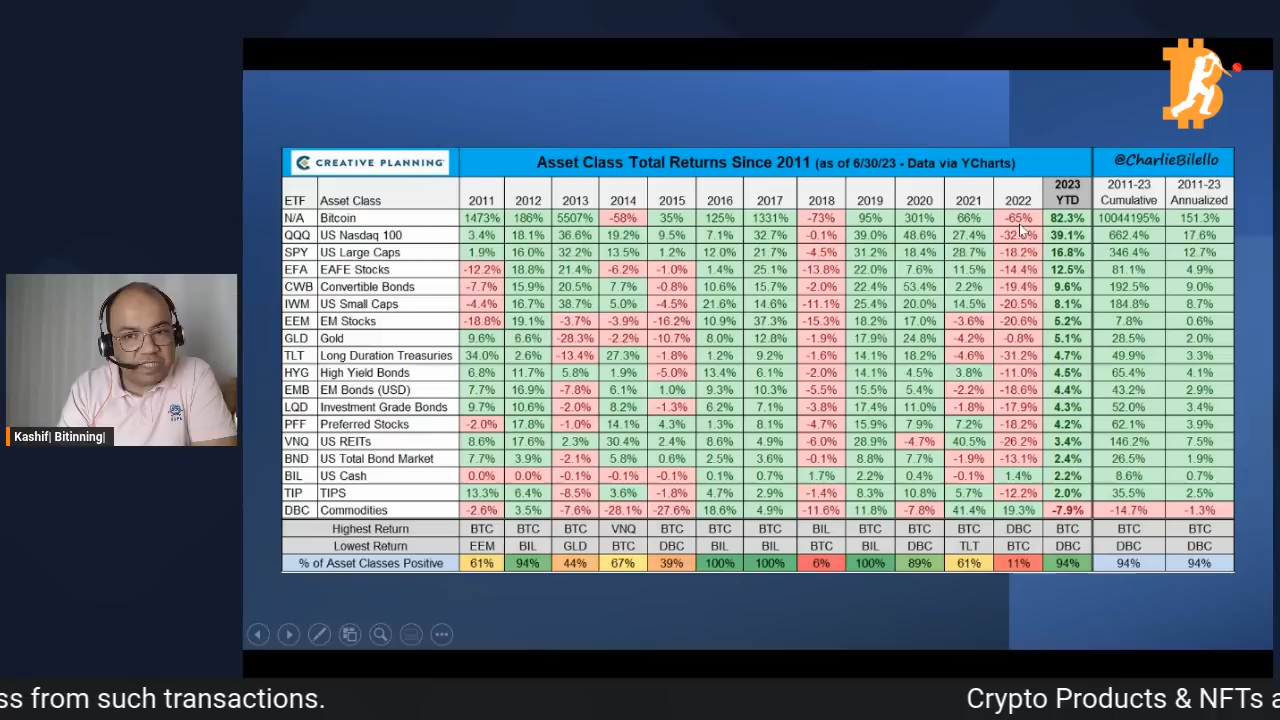 CREATIVE PLANNING Asset Class Total Returns Since 2011 (as of 6/30/23 - Data via YCharts) @CharlieBilello
ETF Asset Class 2011 2012 2013 2014 2015 2016 2017 2018 2019 2020 2021 2022 2023 YTD 2011-23 Cumulative 2011-23 Annualized
N/A Bitcoin 1473% 186% 5507% -58% 35% 125% 1331% -73% 95% 301% 66% -65% 82.3% 10044195% 151.3%
QQQ US Nasdaq 100 3.4% 18.1% 36.6% 19.2% 9.5% 7.1% 32.7% -0.1% 39.0% 48.6% 27.4% 39.1% 662.4% 17.6%
SPY US Large Caps 1.9% 16.0% 32.2% 13.5% 1.2% 12.0% 21.7% -4.5% 31.2% 18.4% 28.7% -18.2% 16.8% 346.4% 12.7%
EFA EAFE Stocks -12.2% 18.8% 21.4% -6.2% -1.0% 1.4% 25.1% -13.8% 22.0% 7.6% 11.5% -14.4% 12.5% 81.1% 4.9%
CWB Convertible Bonds -7.7% 15.9% 20.5% 7.7% -0.8% 10.6% 15.7% -2.0% 22.4% 53.4% 2.2% -19.4% 9.6% 192.5% 9.0%
IWM US Small Caps -4.4% 16.7% 38.7% 5.0% -4.5% 21.6% 14.6% -11.1% 25.4% 20.0% 14.5% -20.5% 8.1% 184.8% 8.7%
EEM EM Stocks -18.8% 19.1% -3.7% -3.9% -16.2% 10.9% 37.3% -15.3% 18.2% 17.0% -3.6% -20.6% 5.2% 7.8% 0.6%
GLD Gold 9.6% 6.6% -28.3% -2.2% -10.7% 8.0% 12.8% -1.9% 17.9% 24.8% -4.2% -0.8% 5.1% 28.5% 2.0%
TLT Long Duration Treasuries 34.0% 2.6% -13.4% 27.3% -1.8% 1.2% 9.2% -1.6% 14.1% 18.2% -4.6% -31.2% 4.7% 49.9% 3.3%
HYG High Yield Bonds 6.8% 11.7% 5.8% 1.9% -5.0% 13.4% 6.1% -2.0% 14.1% 4.5% 3.8% -11.0% 4.5% 65.4% 4.1%
EMB EM Bonds (USD) 7.7% 16.9% -7.8% 6.1% 1.0% 9.3% 10.3% -5.5% 15.5% 5.4% -2.2% -18.6% 4.4% 43.2% 2.9%
LQD Investment Grade Bonds 9.7% 10.6% -2.0% 8.2% -1.3% 6.2% 7.1% -3.8% 17.4% 11.0% -1.8% -17.9% 4.3% 52.0% 3.4%
PFF Preferred Stocks -2.0% 17.8% -1.0% 14.1% 4.3% 1.3% 8.1% -4.7% 15.9% 7.9% 7.2% -18.2% 4.2% 62.1% 3.9%
VNQ US REITs 8.6% 17.6% 2.3% 30.4% 2.4% 8.6% 4.9% -6.0% 28.9% -4.7% 40.5% -26.2% 3.4% 146.2% 7.5%
BND US Total Bond Market 7.7% 3.9% -2.1% 5.8% 0.6% 2.5% 3.6% -0.1% 8.8% 7.7% -1.9% -13.1% 2.4% 26.5% 1.9%
BIL US Cash 0.0% 0.0% -0.1% -0.1% -0.1% 0.1% 0.7% 1.7% 2.2% 0.4% -0.1% 1.4% 2.2% 8.6% 0.7%
TIP TIPS 13.3% 6.4% -8.5% 3.6% -1.8% 4.7% 2.9% -1.4% 8.3% 10.8% 5.7% -12.2% 2.0% 35.5% 2.5%
DBC Commodities -2.6% 3.5% -7.6% -28.1% -27.6% 18.6% 4.9% -11.6% 11.8% -7.8% 41.4% 19.3% -7.9% -14.7% -1.3%
Highest Return BTC BTC BTC VNQ BTC BTC BTC BIL BTC BTC BTC DBC BTC BTC BTC
Lowest Return EEM BIL GLD BTC DBC BIL BIL BTC BIL DBC TLT BTC DBC DBC DBC
% of Asset Classes Positive 61% 94% 44% 67% 39% 100% 100% 6% 100% 89% 61% 11% 94% 94% 94%
Kashif| Bitinning|
ss from such transactions. Crypto Products & NFTs a